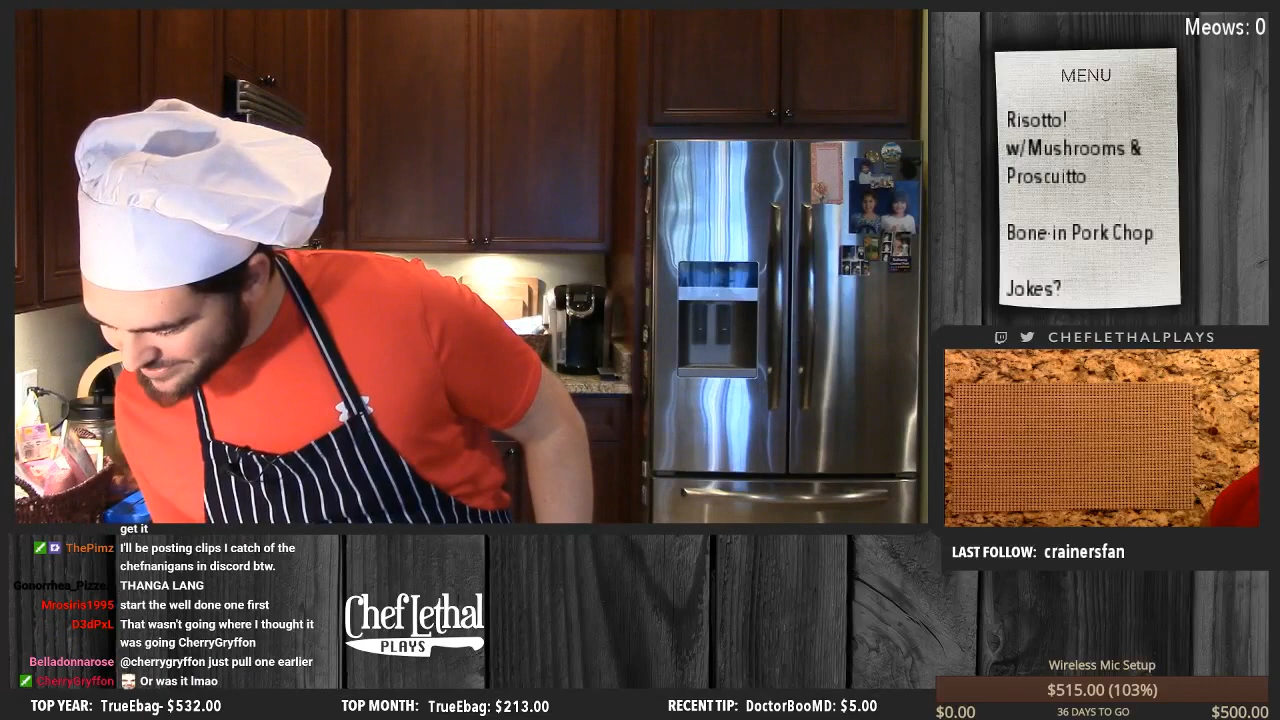 Meows: 0
MENU
Risotto!
w/Mushrooms &
Proscuitto
Bone-in Pork Chop
Jokes?
CHEFLETHALPLAYS
get it
ThePimz I'll be posting clips I catch of the
chefnanigans in discord btw.
THANGA LANG
Mrosiris1995 start the well done one first
D3dPxL That wasn't going where I thought it
was going CherryGryffon
Belladonnarose @cherrygryffon just pull one earlier
CherryGryffon Or was it lmao
Chef Lethal
PLAYS
LAST FOLLOW: crainersfan
Wireless Mic Setup
$515.00 (103%)
$0.00 36 DAYS TO GO $500.00
TOP YEAR: TrueEbag- $532.00 TOP MONTH: TrueEbag: $213.00 RECENT TIP: DoctorBooMD: $5.00